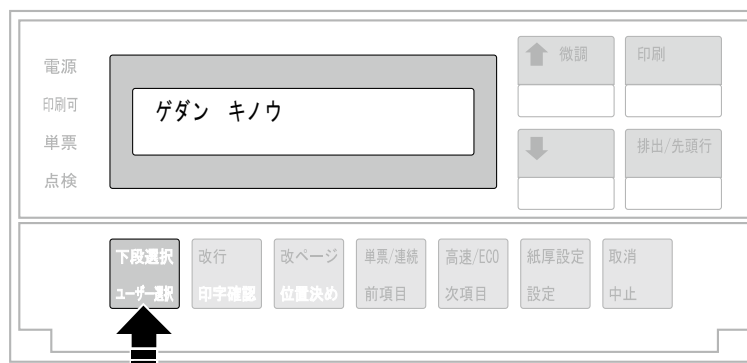 電源
印刷可
単票
点検
ゲダン キノウ
微調
印刷
排出/先頭行
下段選択
ユーザー選択
改行
印字確認
改ページ
位置決め
単票/連続
前項目
高速/ECO
次項目
紙厚設定
設定
取消
中止